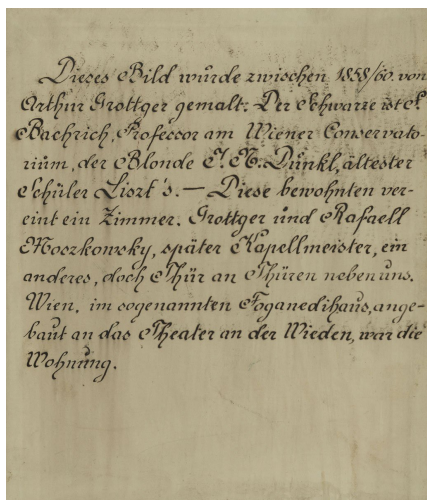 Dieses Bild wurde zwischen 1858/60. von
Arthur Grottger gemalt: Der Schwarze ist S.
Bachrich, Professor am Wiener Conservato-
rium, der Blonde J. N. Dunkl, ältester
Schüler Liszt's. — Diese bewohnten ver-
eint ein Zimmer. Grottger und Rafaell
Moszkowsky, später Kapellmeister, ein
anderes, doch Thür an Thüren neben uns.
Wien, im sogenannten Foganedihaus, ange-
baut an das Theater an der Wieden, war die
Wohnung.